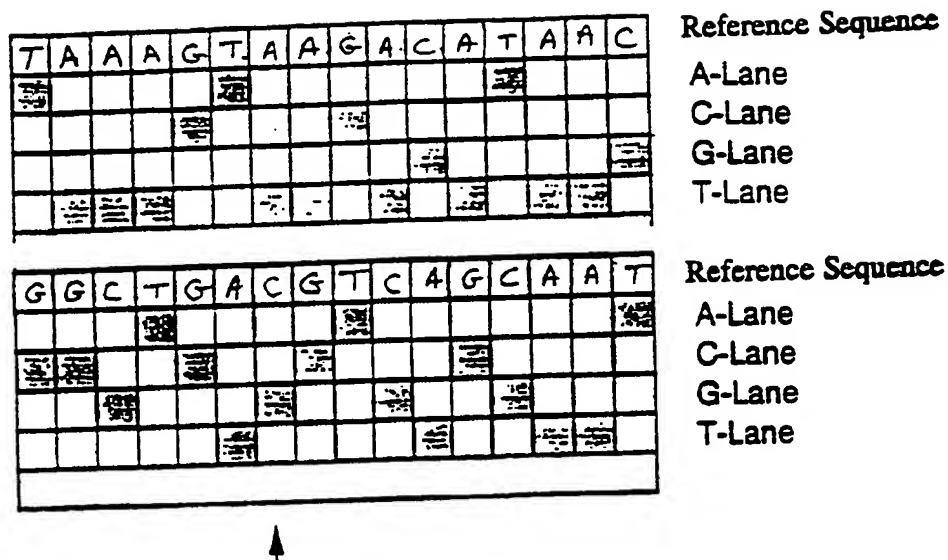 T A A A G T A A G A C A T A A C Reference Sequence
A-Lane
C-Lane
G-Lane
T-Lane
G G C T G A C G T C A G C A A T Reference Sequence
A-Lane
C-Lane
G-Lane
T-Lane